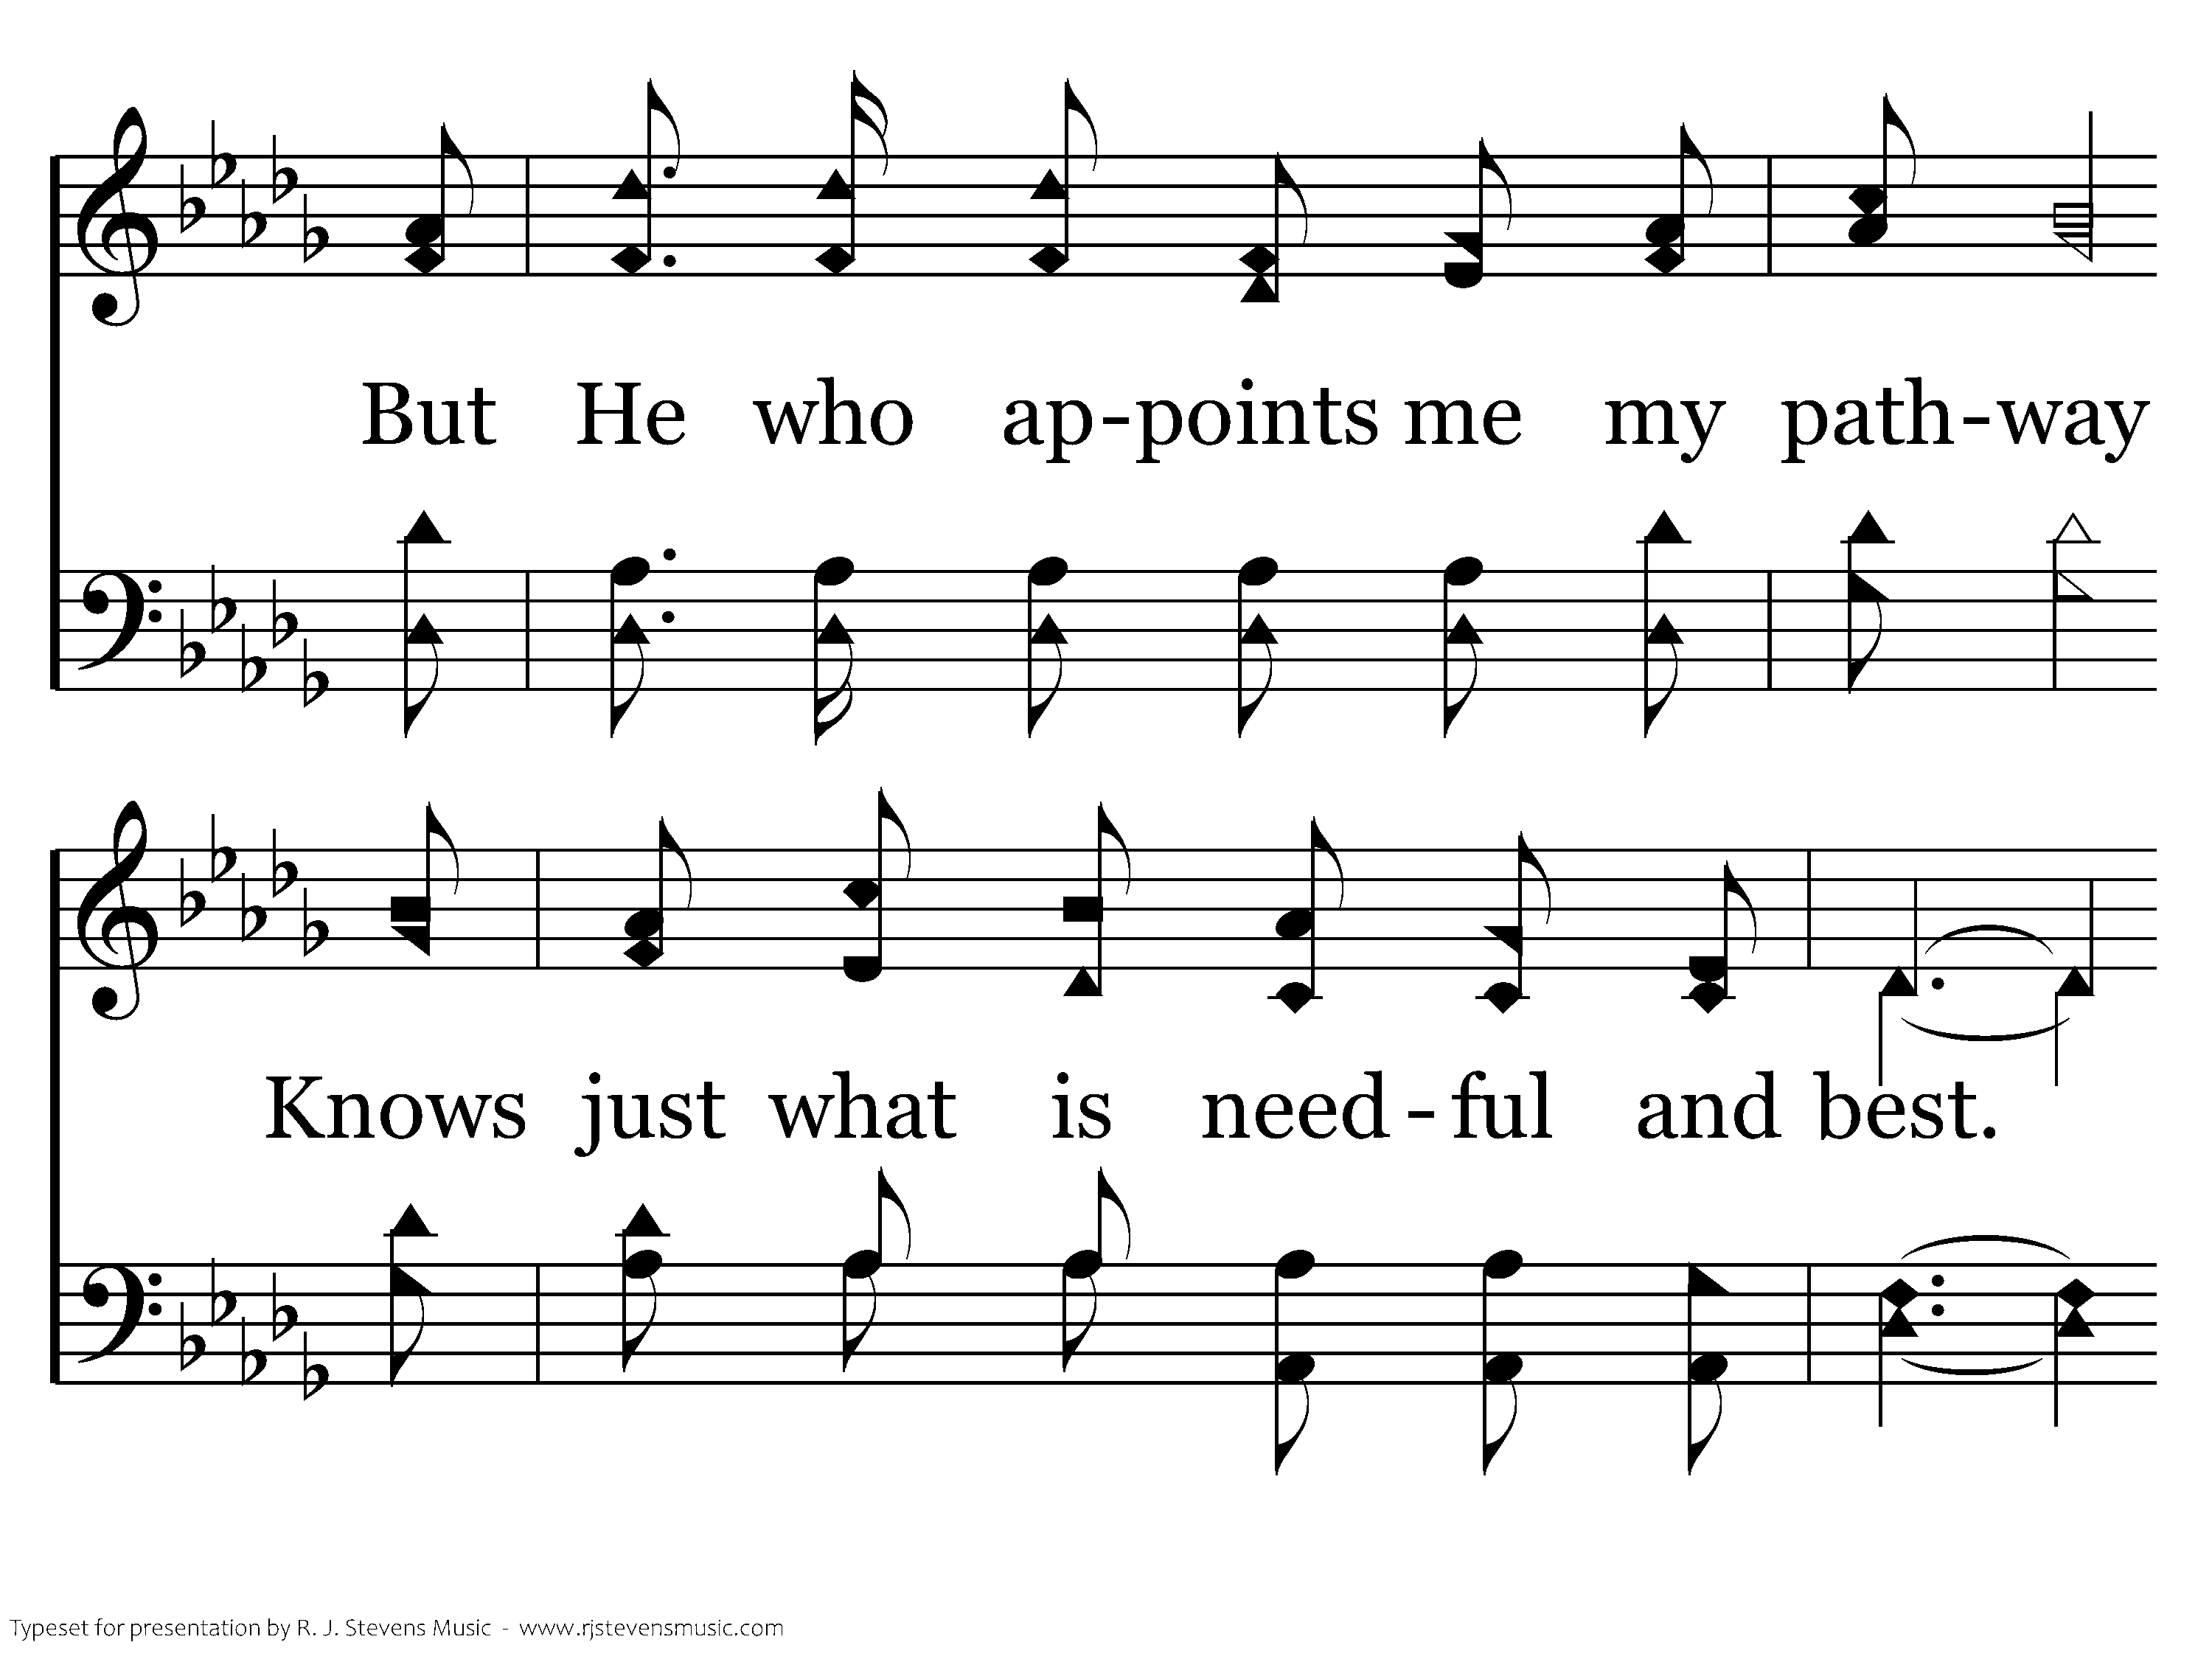 But He who ap-points me my path-way
Knows just what is need-ful and best.
Typeset for presentation by R. J. Stevens Music - www.rjstevensmusic.com